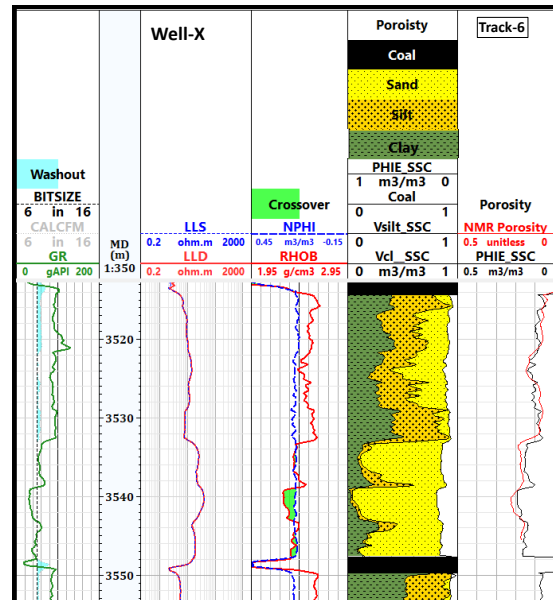 Well-X
Poroisty
Track-6
Coal
Sand
Silt
Clay
Washout
BITSIZE
6 in 16
CALCFM
6 in 16
GR
0 gAPI 200
MD
(m)
1:350
LLS
0.2 ohm.m 2000
LLD
0.2 ohm.m 2000
Crossover
NPHI
0.45 m3/m3 -0.15
RHOB
1.95 g/cm3 2.95
PHIE_SSC
1 m3/m3 0
Coal
0 1
Vsilt_SSC
0 1
Vcl_SSC
0 m3/m3 1
Porosity
NMR Porosity
0.5 unitless 0
PHIE_SSC
0.5 m3/m3 0
3520
3530
3540
3550